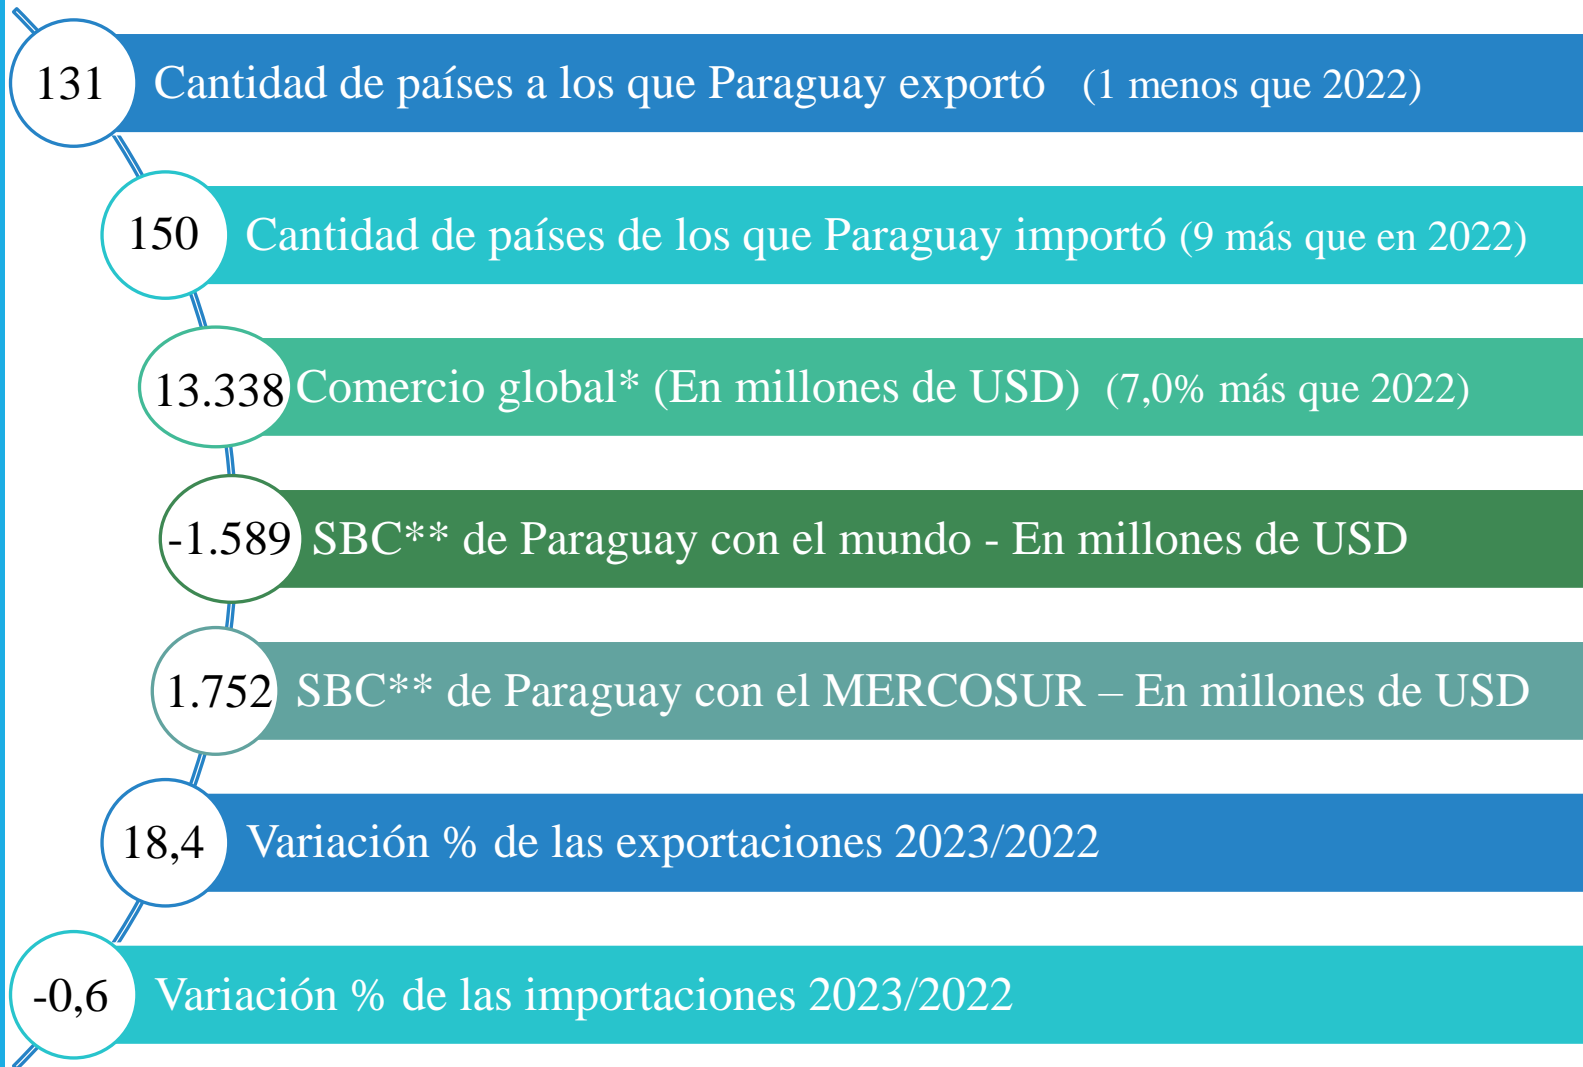 131 Cantidad de países a los que Paraguay exportó (1 menos que 2022)
150 Cantidad de países de los que Paraguay importó (9 más que en 2022)
13.338 Comercio global* (En millones de USD) (7,0% más que 2022)
-1.589 SBC** de Paraguay con el mundo - En millones de USD
1.752 SBC** de Paraguay con el MERCOSUR – En millones de USD
18,4 Variación % de las exportaciones 2023/2022
-0,6 Variación % de las importaciones 2023/2022